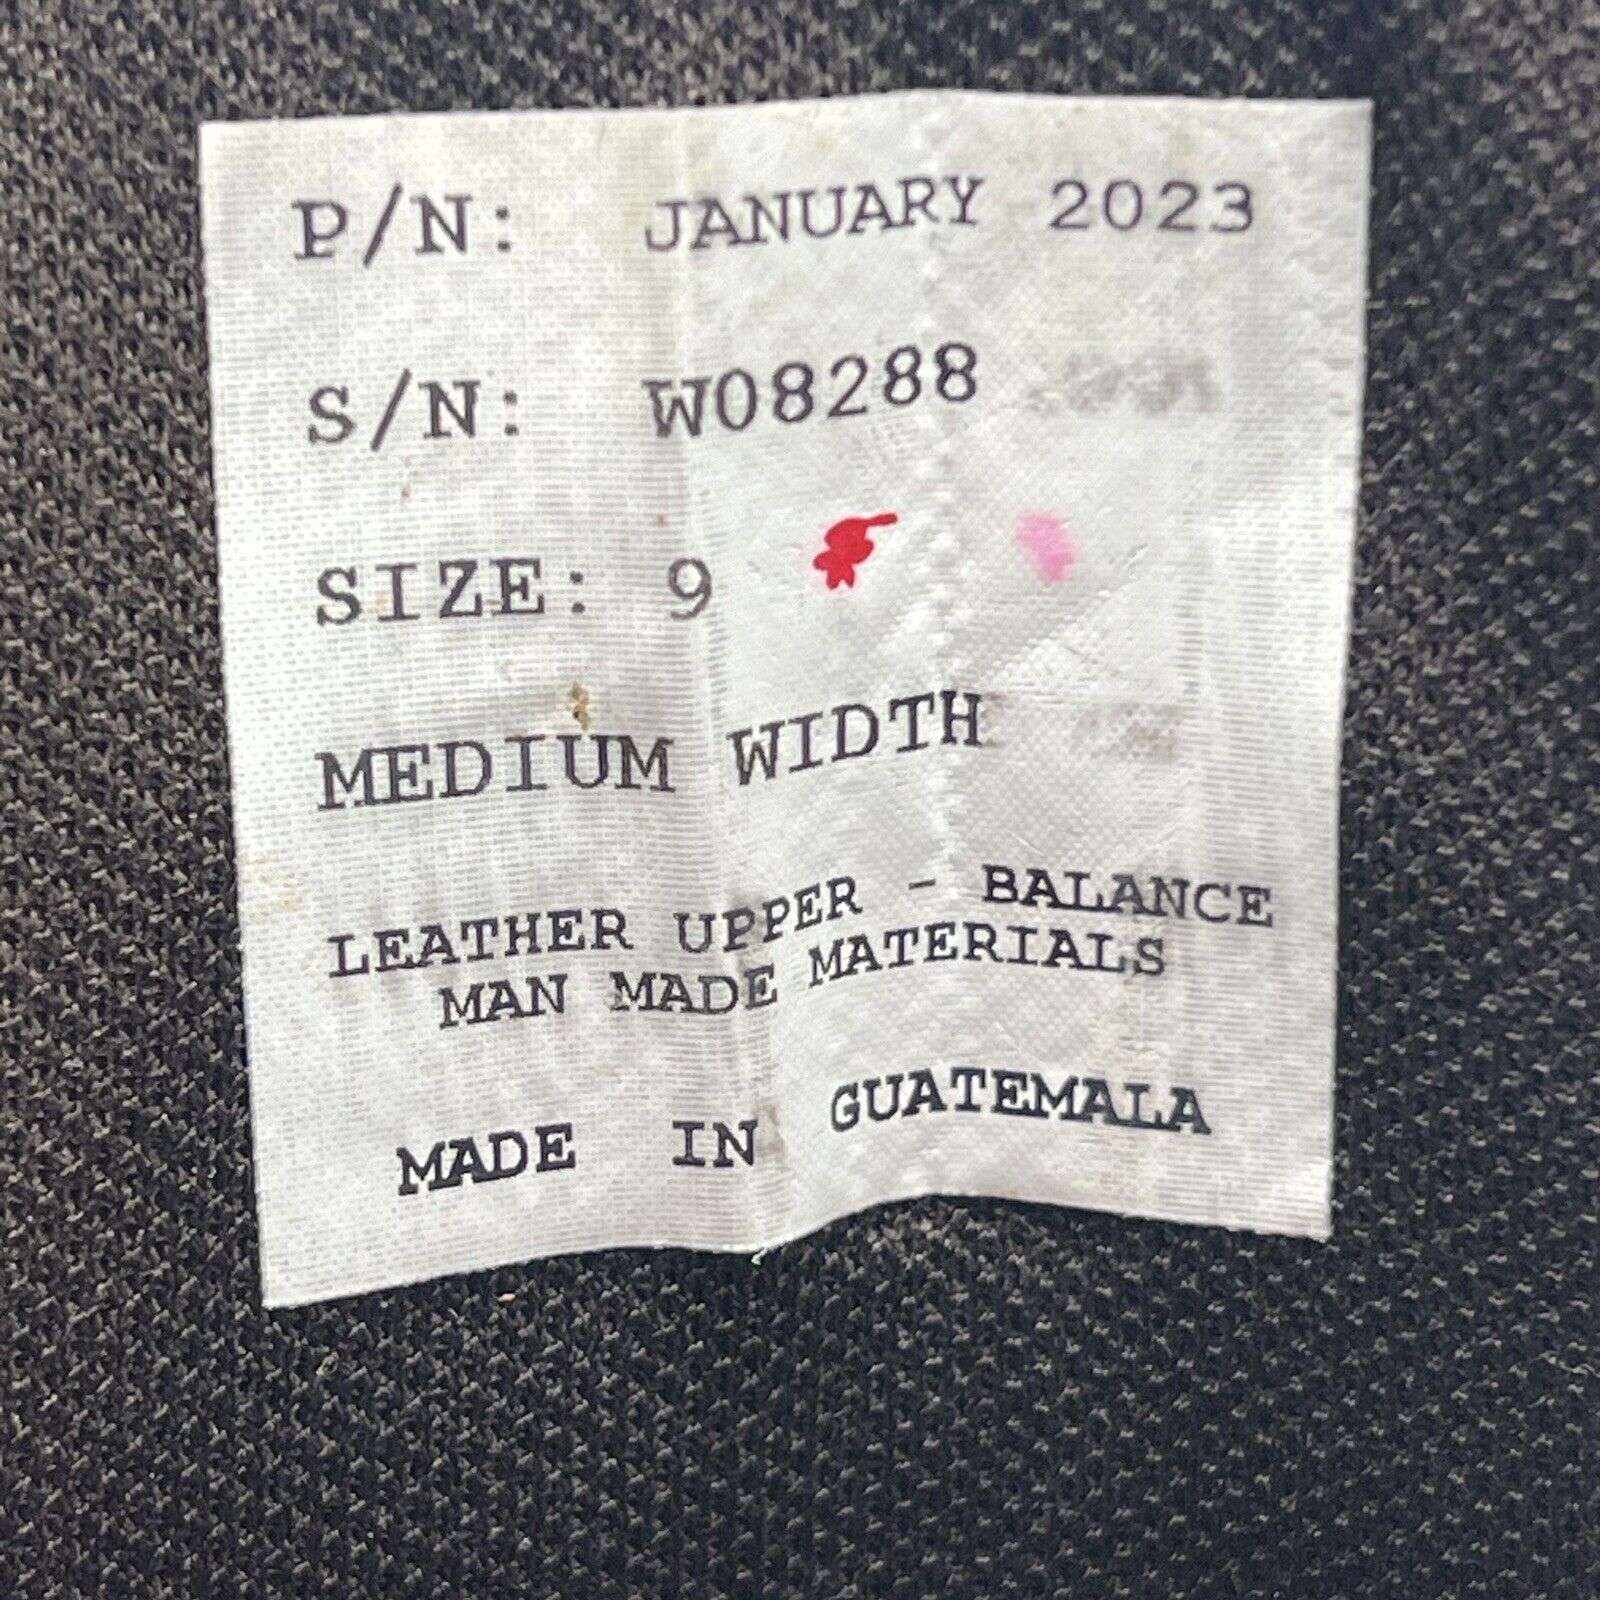 P/N: JANUARY 2023
S/N: W08288
SIZE: 9
MEDIUM WIDTH
LEATHER UPPER - BALANCE
MAN MADE MATERIALS
MADE IN GUATEMALA